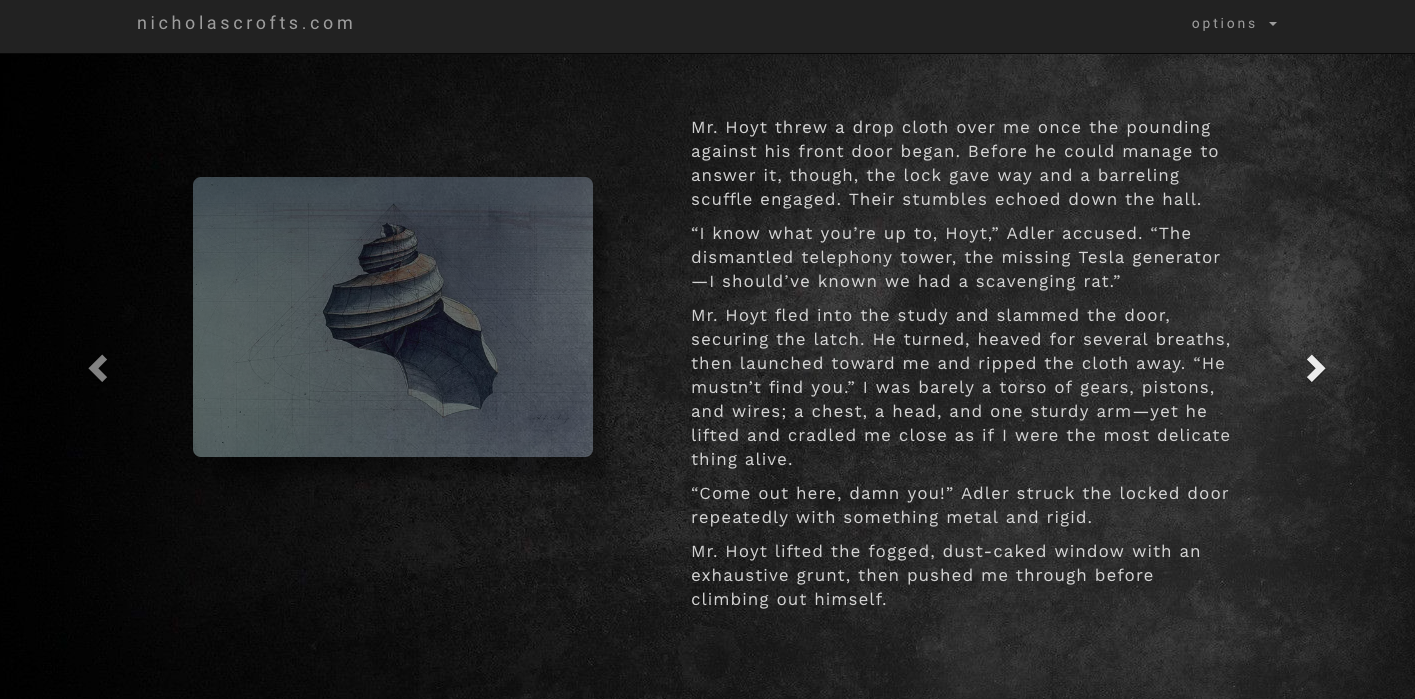 nicholascrofts.com
options
Mr. Hoyt threw a drop cloth over me once the pounding
against his front door began. Before he could manage to
answer it, though, the lock gave way and a barreling
scuffle engaged. Their stumbles echoed down the hall.
“I know what you’re up to, Hoyt,” Adler accused. “The
dismantled telephony tower, the missing Tesla generator
—I should’ve known we had a scavenging rat.”
Mr. Hoyt fled into the study and slammed the door,
securing the latch. He turned, heaved for several breaths,
then launched toward me and ripped the cloth away. “He
mustn’t find you.” I was barely a torso of gears, pistons,
and wires; a chest, a head, and one sturdy arm—yet he
lifted and cradled me close as if I were the most delicate
thing alive.
“Come out here, damn you!” Adler struck the locked door
repeatedly with something metal and rigid.
Mr. Hoyt lifted the fogged, dust-caked window with an
exhaustive grunt, then pushed me through before
climbing out himself.